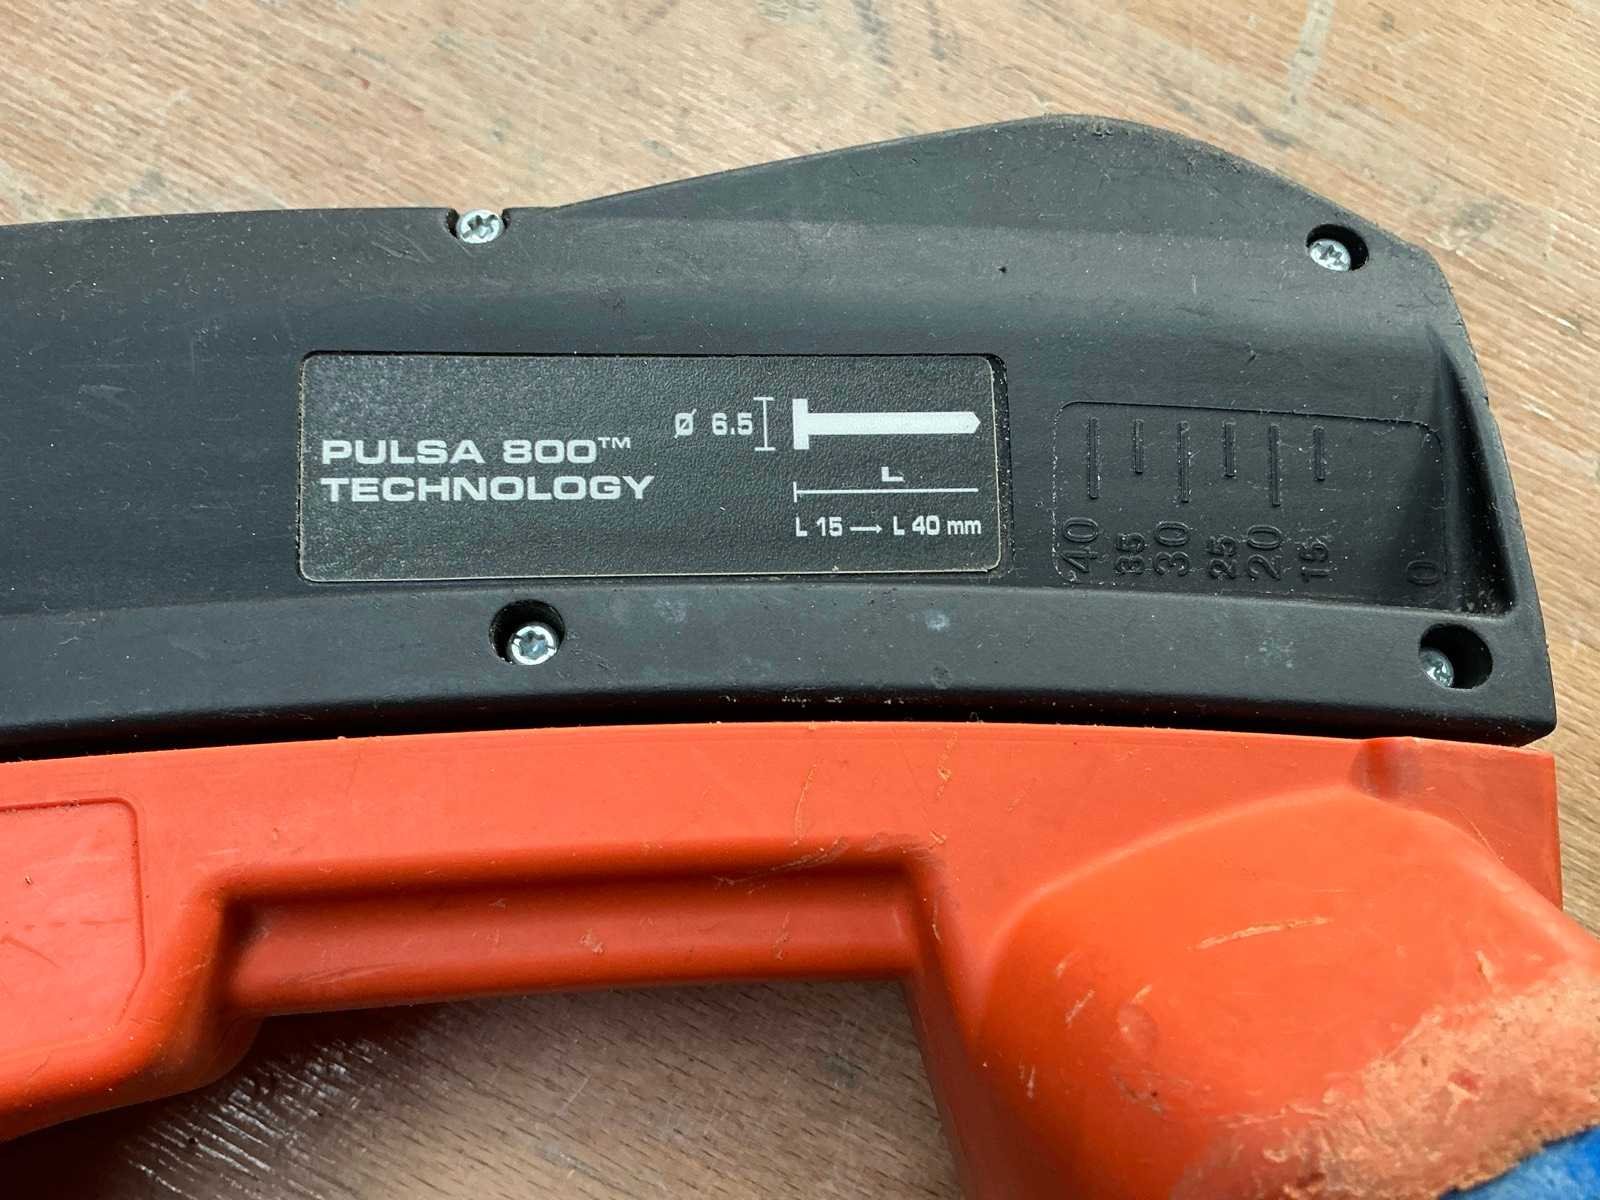 PULSA 800™
TECHNOLOGY
Ø 6.5
L
L 15 → L 40 mm
40 35 30 25 20 15 0